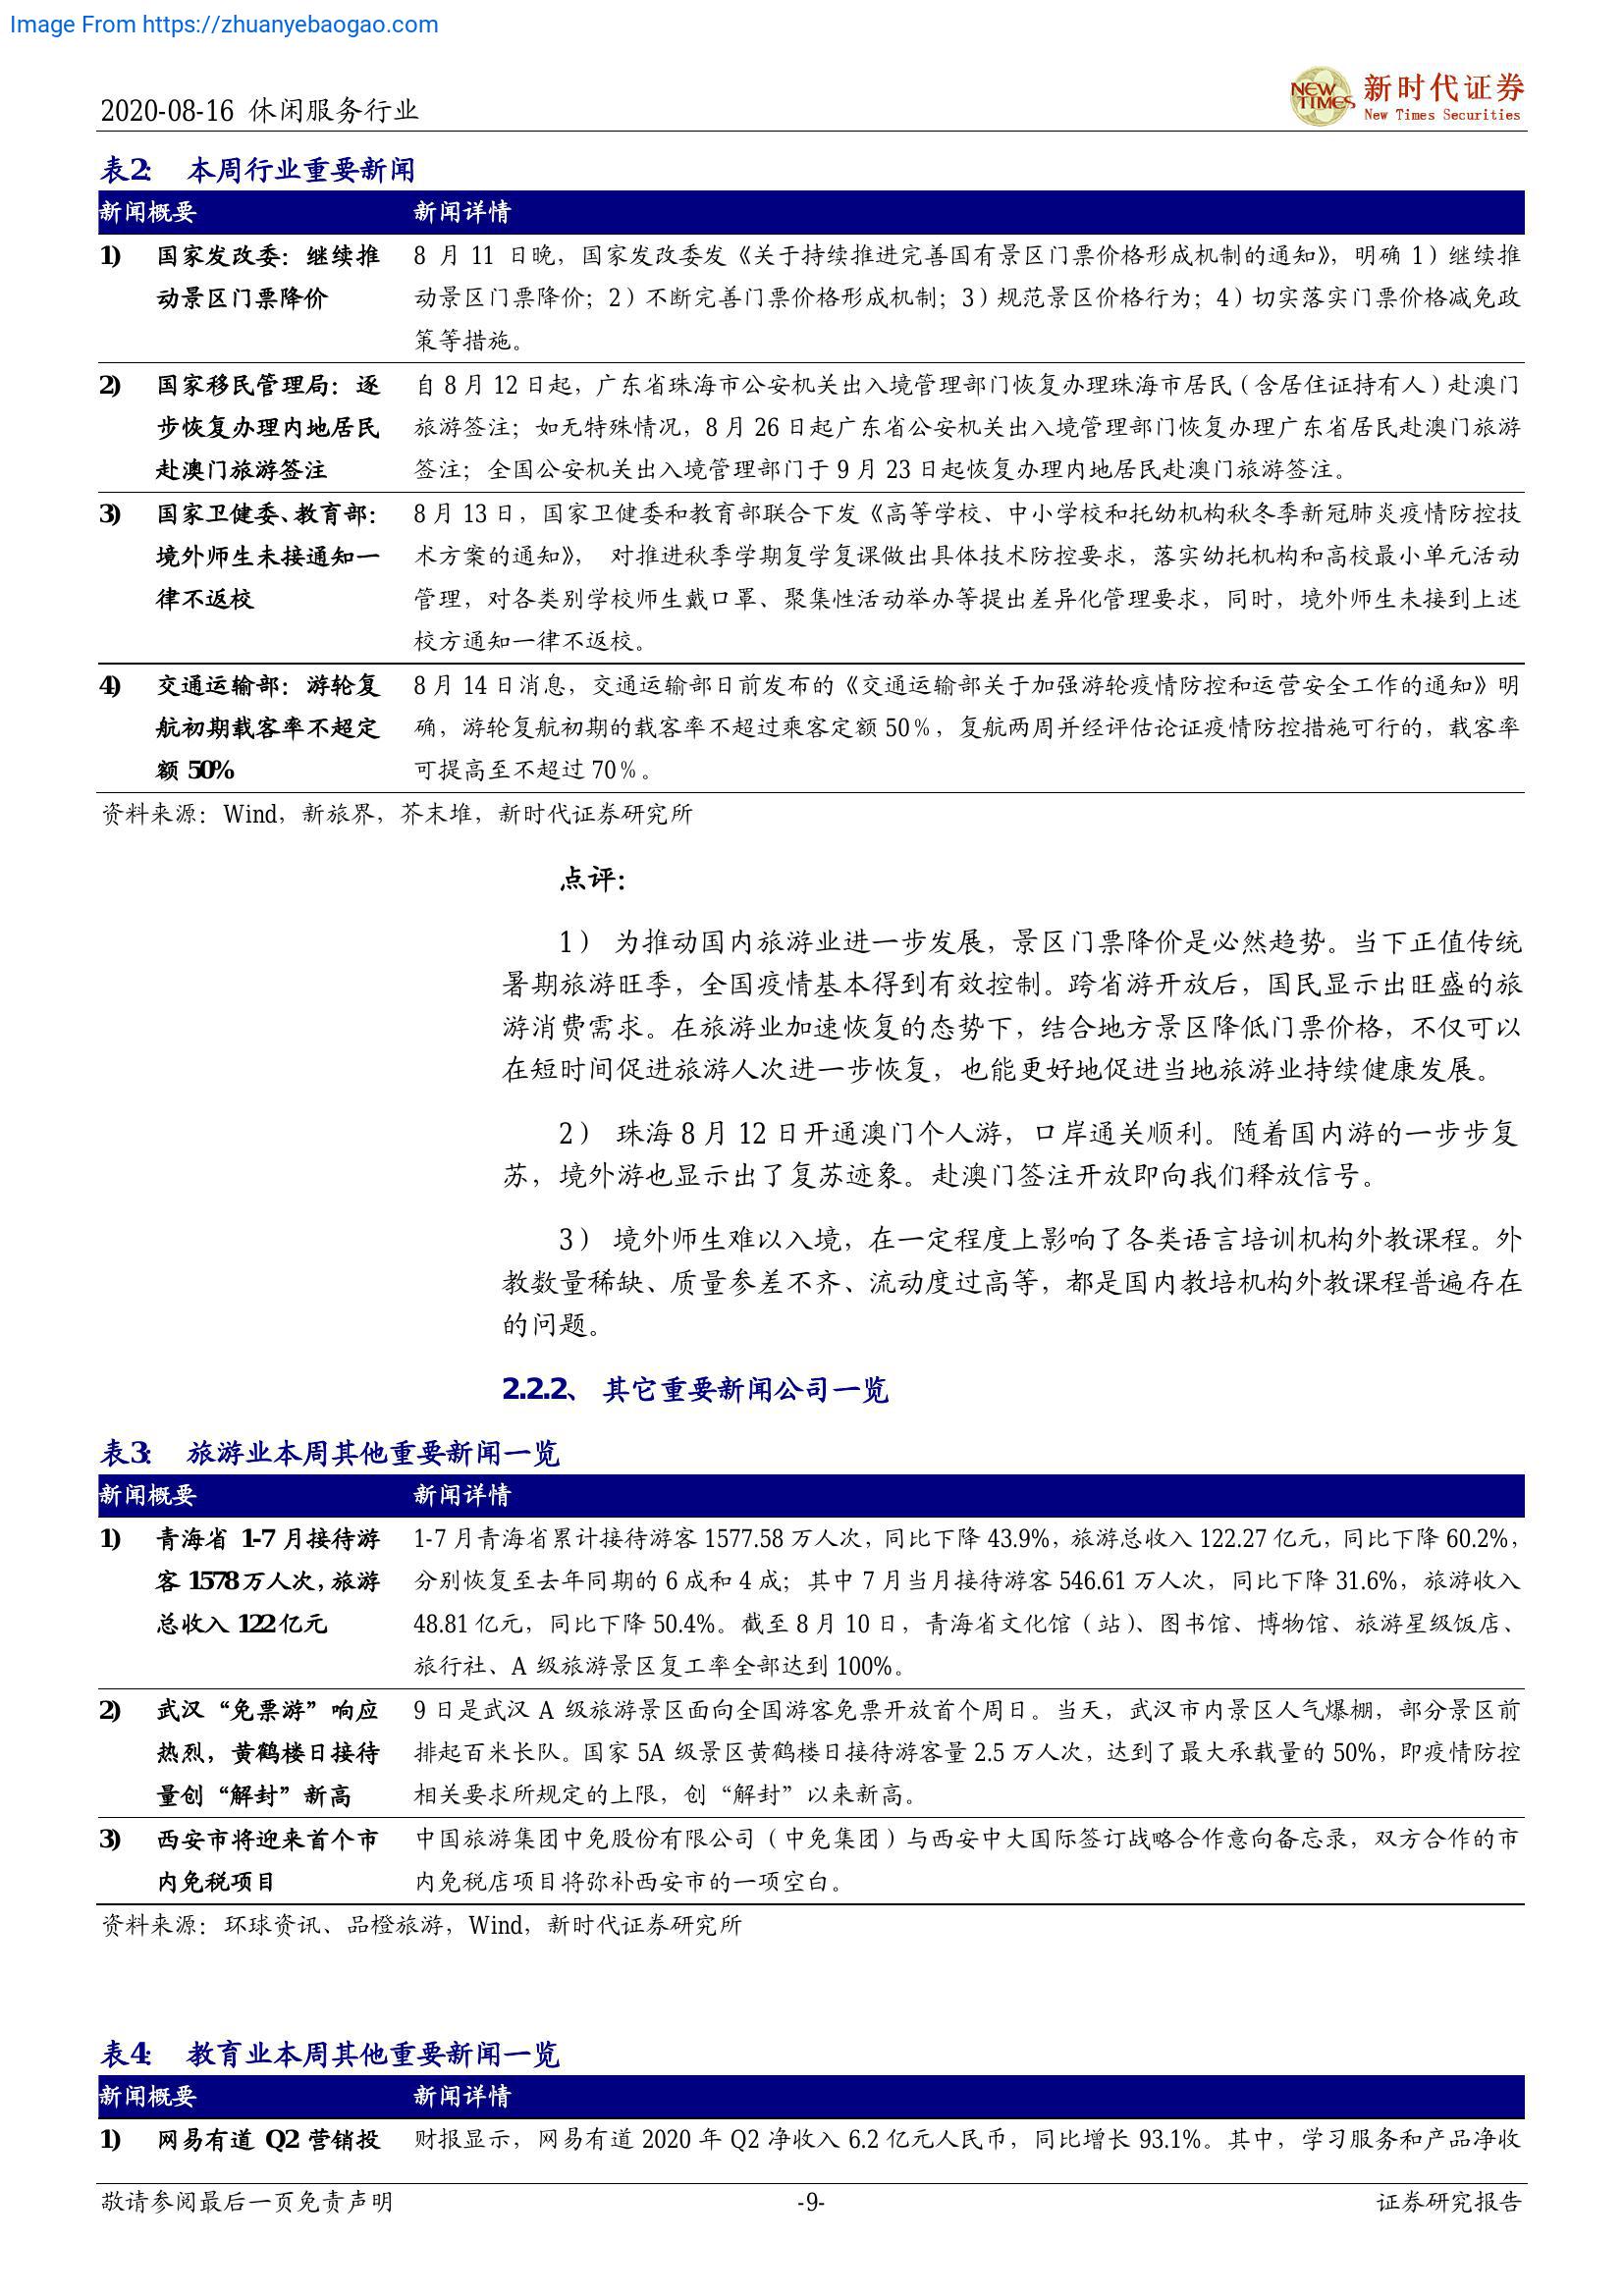 Image From https://zhuanyebaogao.com
2020-08-16 休闲服务行业
NEW TIMES
新时代证券
New Times Securities
表2： 本周行业重要新闻
新闻概要 新闻详情
1) 国家发改委：继续推 8 月 11 日晚，国家发改委发《关于持续推进完善国有景区门票价格形成机制的通知》，明确 1）继续推
动景区门票降价 动景区门票降价；2）不断完善门票价格形成机制；3）规范景区价格行为；4）切实落实门票价格减免政
策等措施。
2) 国家移民管理局：逐 自 8 月 12 日起，广东省珠海市公安机关出入境管理部门恢复办理珠海市居民（含居住证持有人）赴澳门
步恢复办理内地居民 旅游签注；如无特殊情况，8 月 26 日起广东省公安机关出入境管理部门恢复办理广东省居民赴澳门旅游
赴澳门旅游签注 签注；全国公安机关出入境管理部门于 9 月 23 日起恢复办理内地居民赴澳门旅游签注。
3) 国家卫健委、教育部： 8 月 13 日，国家卫健委和教育部联合下发《高等学校、中小学校和托幼机构秋冬季新冠肺炎疫情防控技
境外师生未接通知一 术方案的通知》， 对推进秋季学期复学复课做出具体技术防控要求，落实幼托机构和高校最小单元活动
律不返校 管理，对各类别学校师生戴口罩、聚集性活动举办等提出差异化管理要求，同时，境外师生未接到上述
校方通知一律不返校。
4) 交通运输部：游轮复 8 月 14 日消息，交通运输部日前发布的《交通运输部关于加强游轮疫情防控和运营安全工作的通知》明
航初期载客率不超定 确，游轮复航初期的载客率不超过乘客定额 50%，复航两周并经评估论证疫情防控措施可行的，载客率
额 50% 可提高至不超过 70%。
资料来源：Wind，新旅界，芥末堆，新时代证券研究所
点评：
1） 为推动国内旅游业进一步发展，景区门票降价是必然趋势。当下正值传统
暑期旅游旺季，全国疫情基本得到有效控制。跨省游开放后，国民显示出旺盛的旅
游消费需求。在旅游业加速恢复的态势下，结合地方景区降低门票价格，不仅可以
在短时间促进旅游人次进一步恢复，也能更好地促进当地旅游业持续健康发展。
2） 珠海 8 月 12 日开通澳门个人游，口岸通关顺利。随着国内游的一步步复
苏，境外游也显示出了复苏迹象。赴澳门签注开放即向我们释放信号。
3） 境外师生难以入境，在一定程度上影响了各类语言培训机构外教课程。外
教数量稀缺、质量参差不齐、流动度过高等，都是国内教培机构外教课程普遍存在
的问题。
2.2.2、 其它重要新闻公司一览
表3： 旅游业本周其他重要新闻一览
新闻概要 新闻详情
1) 青海省 1-7 月接待游 1-7 月青海省累计接待游客 1577.58 万人次，同比下降 43.9%，旅游总收入 122.27 亿元，同比下降 60.2%，
客 1578 万人次，旅游 分别恢复至去年同期的 6 成和 4 成；其中 7 月当月接待游客 546.61 万人次，同比下降 31.6%，旅游收入
总收入 122 亿元 48.81 亿元，同比下降 50.4%。截至 8 月 10 日，青海省文化馆（站）、图书馆、博物馆、旅游星级饭店、
旅行社、A 级旅游景区复工率全部达到 100%。
2) 武汉“免票游”响应 9 日是武汉 A 级旅游景区面向全国游客免票开放首个周日。当天，武汉市内景区人气爆棚，部分景区前
热烈，黄鹤楼日接待 排起百米长队。国家 5A 级景区黄鹤楼日接待游客量 2.5 万人次，达到了最大承载量的 50%，即疫情防控
量创“解封”新高 相关要求所规定的上限，创“解封”以来新高。
3) 西安市将迎来首个市 中国旅游集团中免股份有限公司（中免集团）与西安中大国际签订战略合作意向备忘录，双方合作的市
内免税项目 内免税店项目将弥补西安市的一项空白。
资料来源：环球资讯、品橙旅游，Wind，新时代证券研究所
表4： 教育业本周其他重要新闻一览
新闻概要 新闻详情
1) 网易有道 Q2 营销投 财报显示，网易有道 2020 年 Q2 净收入 6.2 亿元人民币，同比增长 93.1%。其中，学习服务和产品净收
敬请参阅最后一页免责声明 -9- 证券研究报告